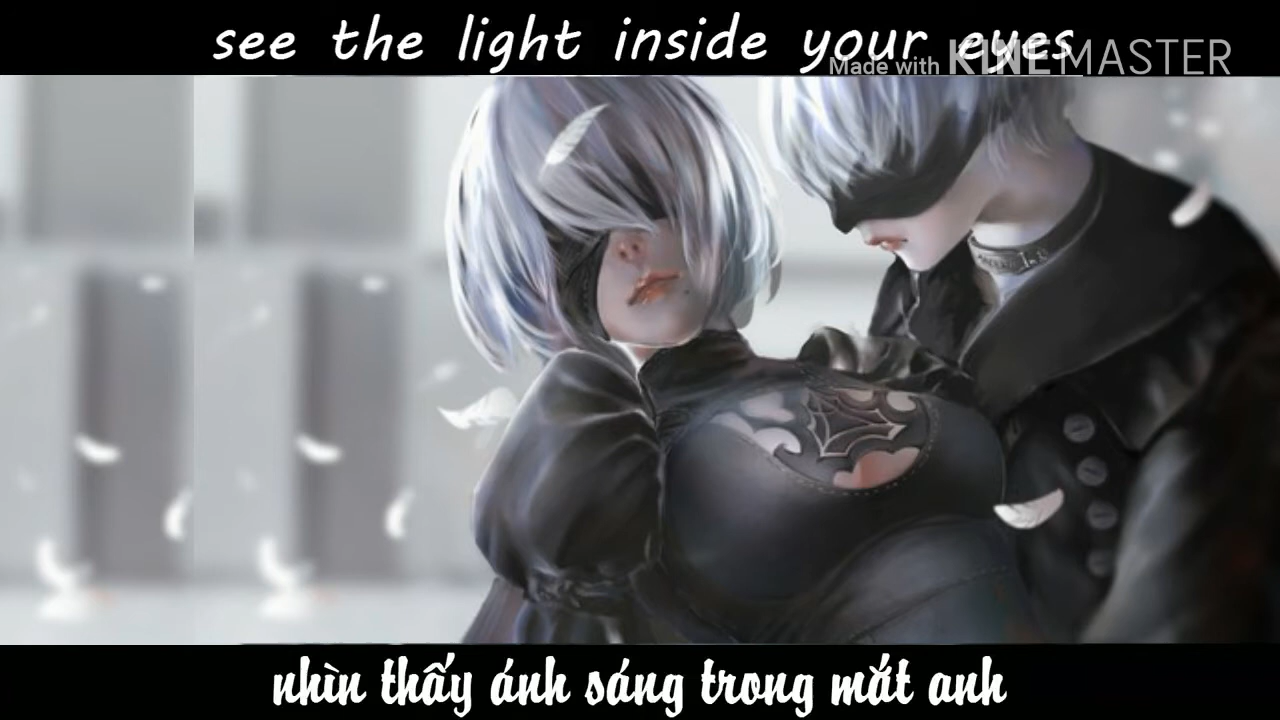 see the light inside your eyes
Made with KINEMASTER
nhìn thấy ánh sáng trong mắt anh